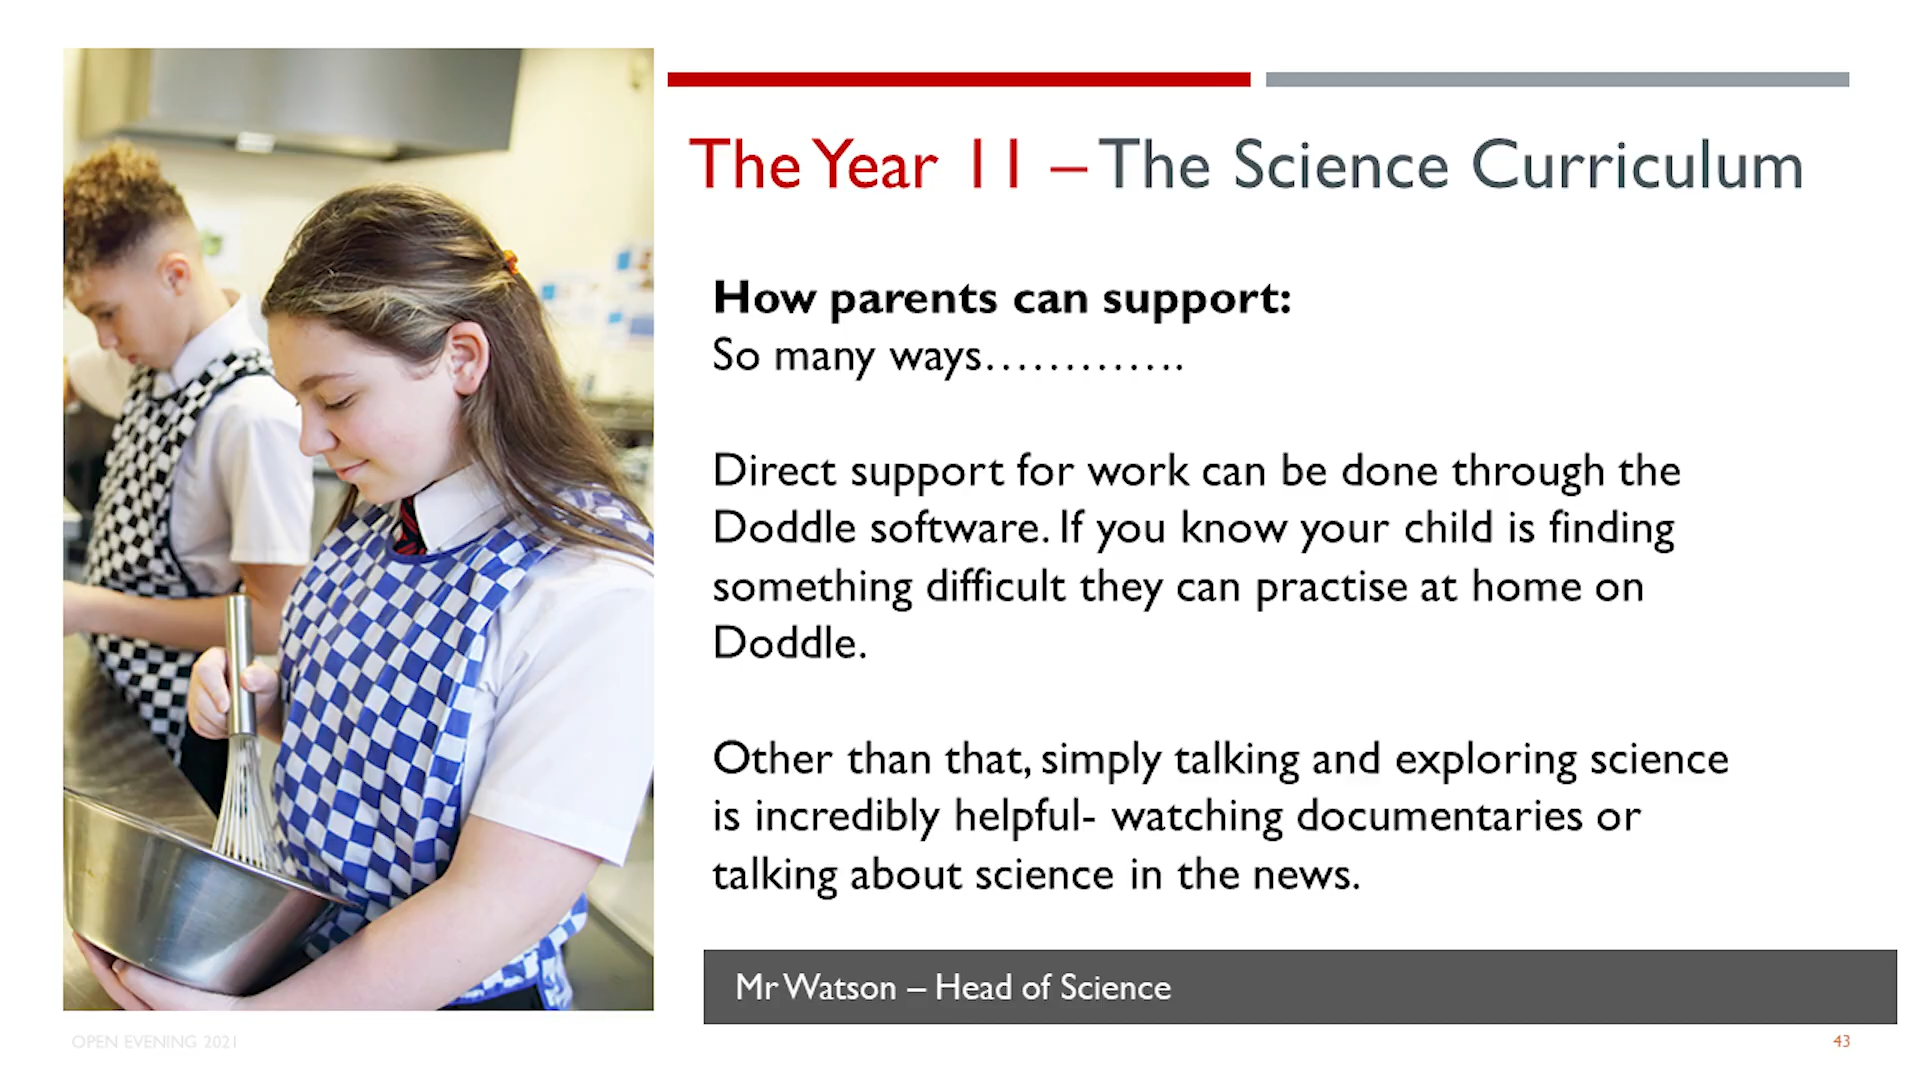 The Year 11 – The Science Curriculum
How parents can support:
So many ways………….
Direct support for work can be done through the
Doddle software. If you know your child is finding
something difficult they can practise at home on
Doddle.
Other than that, simply talking and exploring science
is incredibly helpful- watching documentaries or
talking about science in the news.
Mr Watson – Head of Science
OPEN EVENING 2021
43